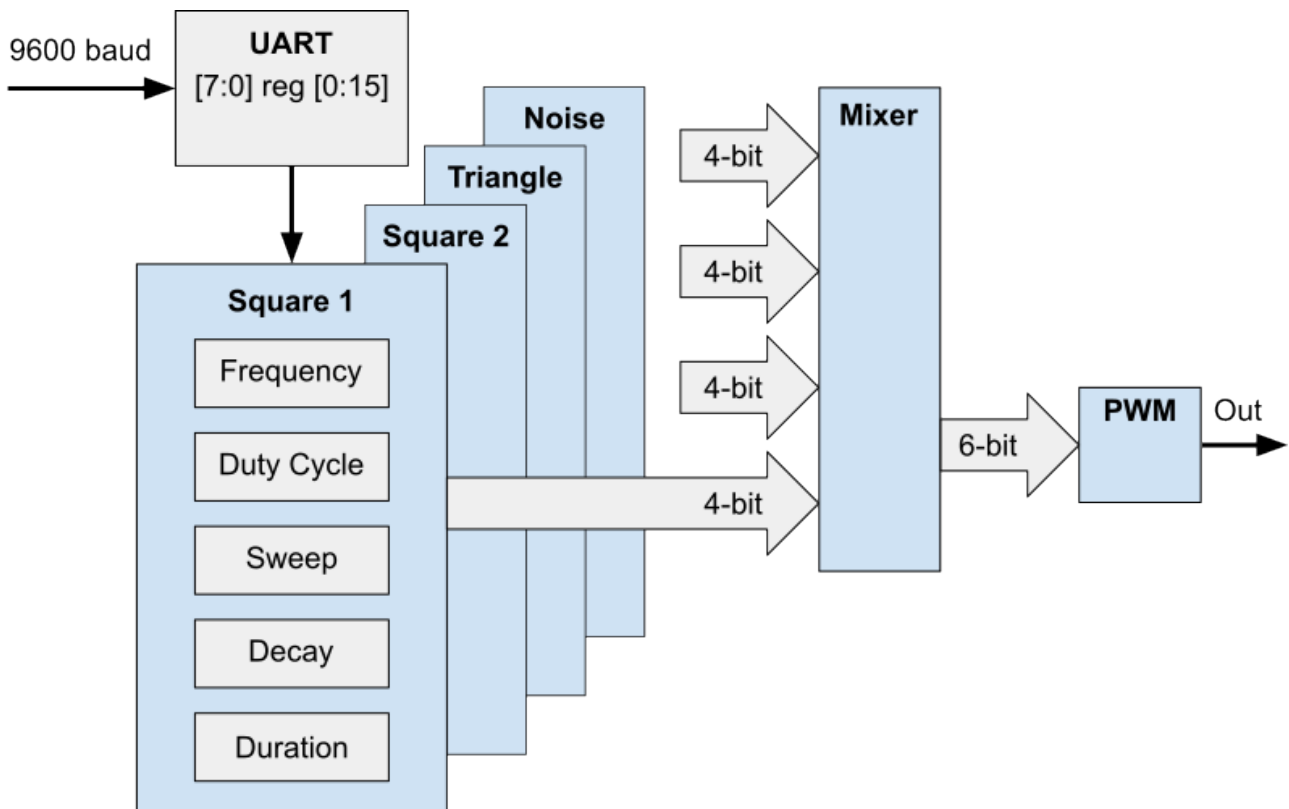 9600 baud
UART
[7:0] reg [0:15]
Noise
Triangle
Square 2
Square 1
Frequency
Duty Cycle
Sweep
Decay
Duration
4-bit
4-bit
4-bit
4-bit
Mixer
6-bit
PWM
Out